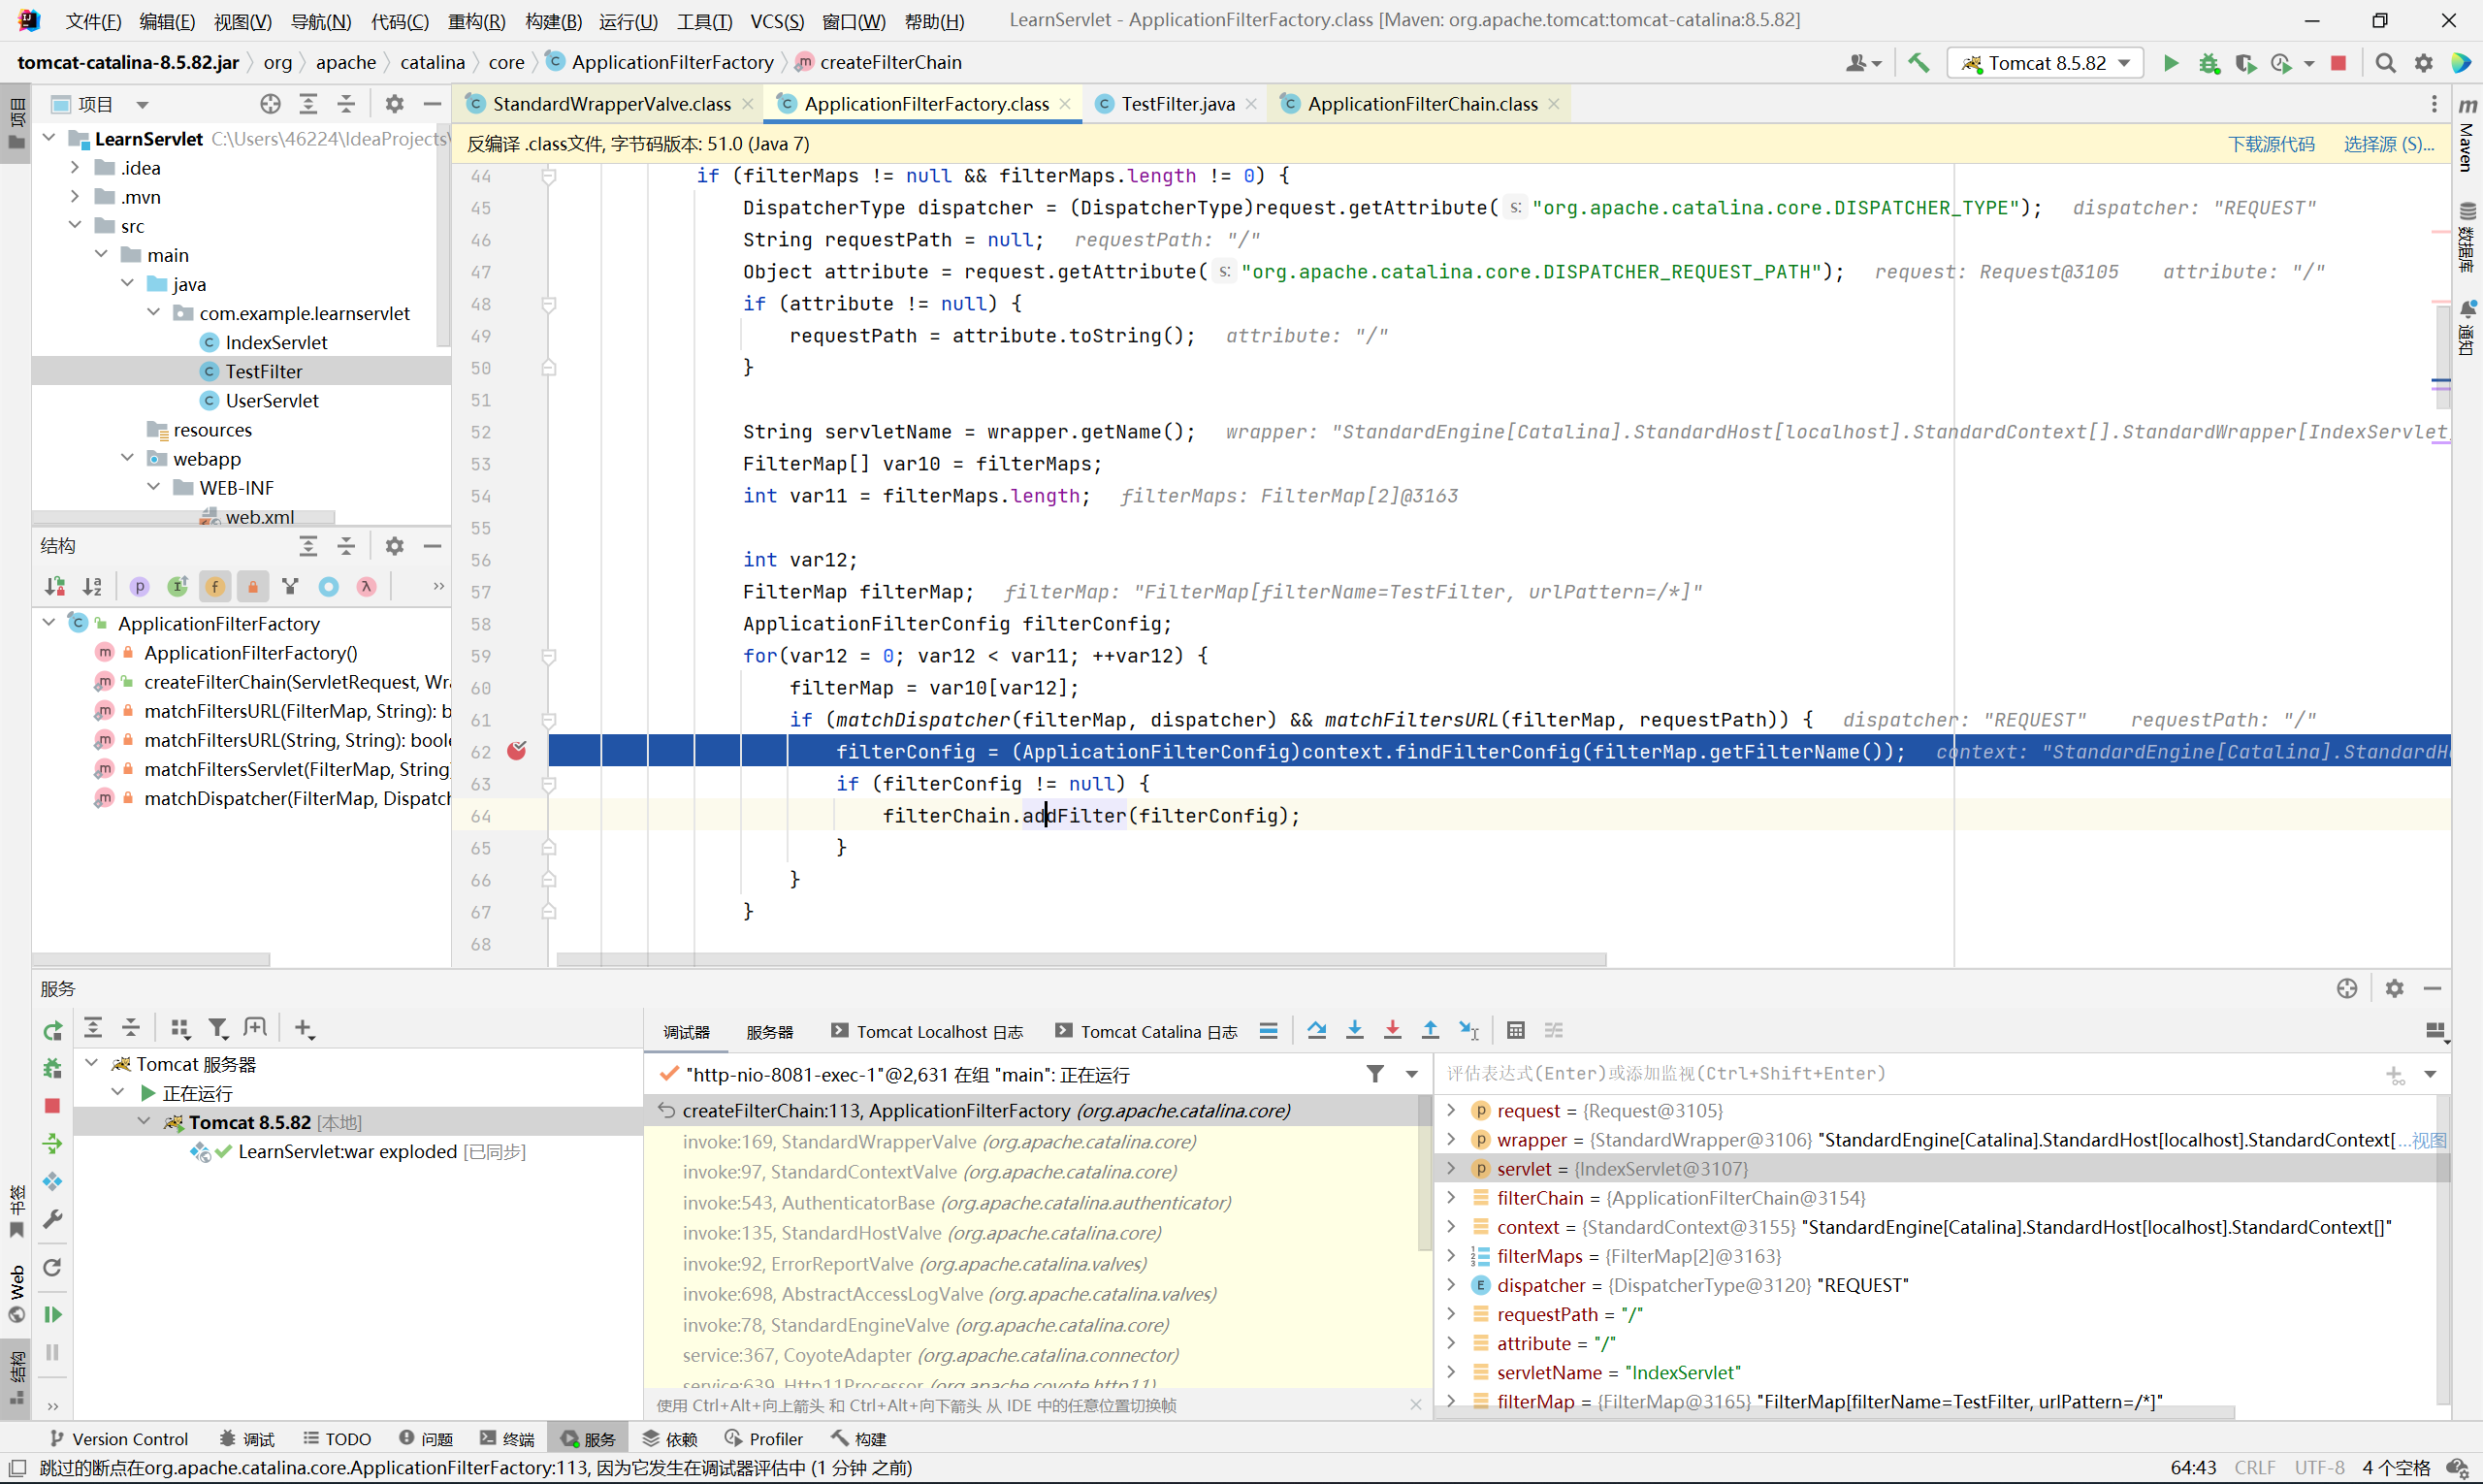 文件(F) 编辑(E) 视图(V) 导航(N) 代码(C) 重构(R) 构建(B) 运行(U) 工具(T) VCS(S) 窗口(W) 帮助(H) LearnServlet - ApplicationFilterFactory.class [Maven: org.apache.tomcat:tomcat-catalina:8.5.82]
tomcat-catalina-8.5.82.jar org apache catalina core ApplicationFilterFactory createFilterChain Tomcat 8.5.82
项目
项目
LearnServlet C:\Users\46224\IdeaProjects\
.idea
.mvn
src
main
java
com.example.learnservlet
IndexServlet
TestFilter
UserServlet
resources
webapp
WEB-INF
web.xml
结构
ApplicationFilterFactory
ApplicationFilterFactory()
createFilterChain(ServletRequest, Wra
matchFiltersURL(FilterMap, String): b
matchFiltersURL(String, String): boole
matchFiltersServlet(FilterMap, String)
matchDispatcher(FilterMap, Dispatch
StandardWrapperValve.class ApplicationFilterFactory.class TestFilter.java ApplicationFilterChain.class
反编译 .class文件, 字节码版本: 51.0 (Java 7) 下载源代码 选择源 (S)...
44 if (filterMaps != null && filterMaps.length != 0) {
45 DispatcherType dispatcher = (DispatcherType)request.getAttribute( s: "org.apache.catalina.core.DISPATCHER_TYPE"); dispatcher: "REQUEST"
46 String requestPath = null; requestPath: "/"
47 Object attribute = request.getAttribute( s: "org.apache.catalina.core.DISPATCHER_REQUEST_PATH"); request: Request@3105 attribute: "/"
48 if (attribute != null) {
49 requestPath = attribute.toString(); attribute: "/"
50 }
51
52 String servletName = wrapper.getName(); wrapper: "StandardEngine[Catalina].StandardHost[localhost].StandardContext[].StandardWrapper[IndexServlet
53 FilterMap[] var10 = filterMaps;
54 int var11 = filterMaps.length; filterMaps: FilterMap[2]@3163
55
56 int var12;
57 FilterMap filterMap; filterMap: "FilterMap[filterName=TestFilter, urlPattern=/*]"
58 ApplicationFilterConfig filterConfig;
59 for(var12 = 0; var12 < var11; ++var12) {
60 filterMap = var10[var12];
61 if (matchDispatcher(filterMap, dispatcher) && matchFiltersURL(filterMap, requestPath)) { dispatcher: "REQUEST" requestPath: "/"
62 filterConfig = (ApplicationFilterConfig)context.findFilterConfig(filterMap.getFilterName()); context: "StandardEngine[Catalina].StandardH
63 if (filterConfig != null) {
64 filterChain.addFilter(filterConfig);
65 }
66 }
67 }
68
m Maven
数据库
通知
服务
Tomcat 服务器
正在运行
Tomcat 8.5.82 [本地]
LearnServlet:war exploded [已同步]
调试器 服务器 Tomcat Localhost 日志 Tomcat Catalina 日志
"http-nio-8081-exec-1"@2,631 在组 "main": 正在运行
createFilterChain:113, ApplicationFilterFactory (org.apache.catalina.core)
invoke:169, StandardWrapperValve (org.apache.catalina.core)
invoke:97, StandardContextValve (org.apache.catalina.core)
invoke:543, AuthenticatorBase (org.apache.catalina.authenticator)
invoke:135, StandardHostValve (org.apache.catalina.core)
invoke:92, ErrorReportValve (org.apache.catalina.valves)
invoke:698, AbstractAccessLogValve (org.apache.catalina.valves)
invoke:78, StandardEngineValve (org.apache.catalina.core)
service:367, CoyoteAdapter (org.apache.catalina.connector)
service:639, Http11Processor (org.apache.coyote.http11)
使用 Ctrl+Alt+向上箭头 和 Ctrl+Alt+向下箭头 从 IDE 中的任意位置切换帧
评估表达式(Enter)或添加监视(Ctrl+Shift+Enter)
request = {Request@3105}
wrapper = {StandardWrapper@3106} "StandardEngine[Catalina].StandardHost[localhost].StandardContext[ ...视图
servlet = {IndexServlet@3107}
filterChain = {ApplicationFilterChain@3154}
context = {StandardContext@3155} "StandardEngine[Catalina].StandardHost[localhost].StandardContext[]"
filterMaps = {FilterMap[2]@3163}
dispatcher = {DispatcherType@3120} "REQUEST"
requestPath = "/"
attribute = "/"
servletName = "IndexServlet"
filterMap = {FilterMap@3165} "FilterMap[filterName=TestFilter, urlPattern=/*]"
书签
Web
结构
Version Control 调试 TODO 问题 终端 服务 依赖 Profiler 构建
跳过的断点在org.apache.catalina.core.ApplicationFilterFactory:113, 因为它发生在调试器评估中 (1 分钟 之前) 64:43 CRLF UTF-8 4 个空格